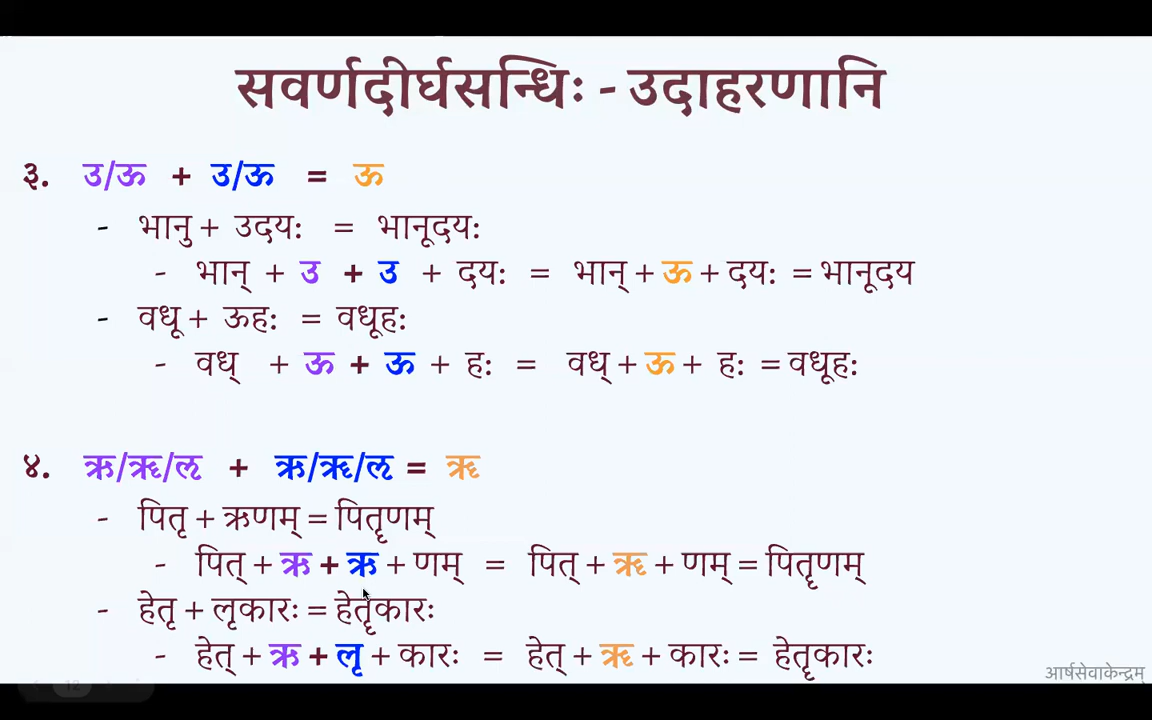 सवर्णदीर्घसन्धिः - उदाहरणानि
३. उ/ऊ + उ/ऊ = ऊ
- भानु + उदयः = भानूदयः
- भान् + उ + उ + दयः = भान् + ऊ + दयः = भानूदय
- वधू + ऊहः = वधूहः
- वध् + ऊ + ऊ + हः = वध् + ऊ + हः = वधूहः
४. ऋ/ॠ/ऌ + ऋ/ॠ/ऌ = ॠ
- पितृ + ऋणम् = पितॄणम्
- पित् + ऋ + ऋ + णम् = पित् + ॠ + णम् = पितॄणम्
- हेतृ + लृकारः = हेतॄकारः
- हेत् + ऋ + लृ + कारः = हेत् + ॠ + कारः = हेतॄकारः
आर्षसेवाकेन्द्रम्
12